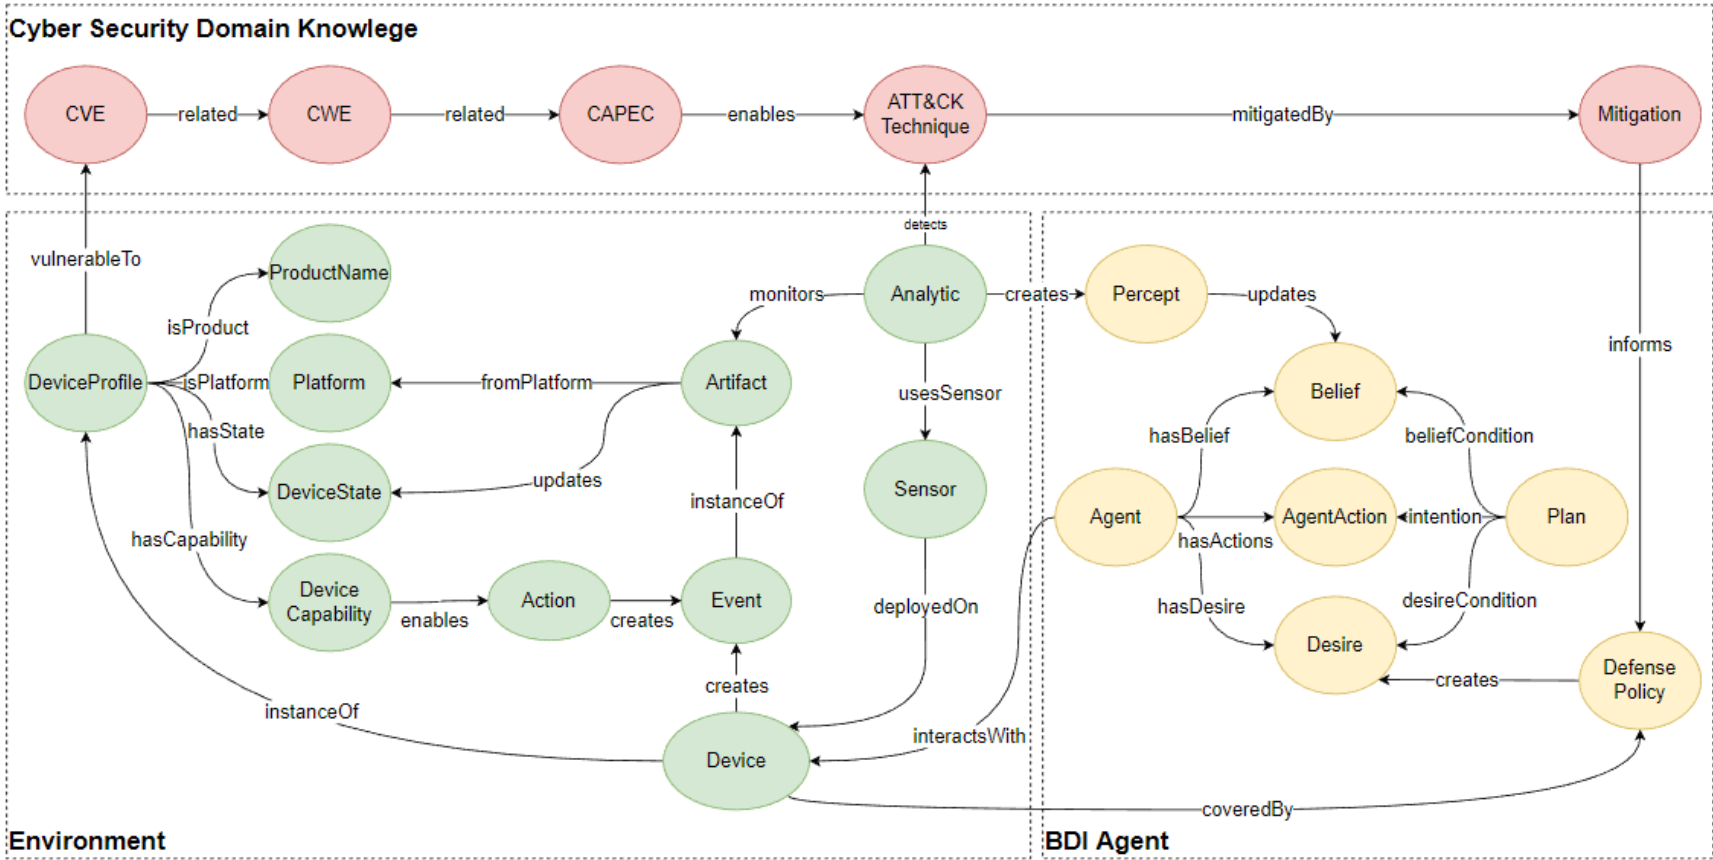 Cyber Security Domain Knowlege
CVE
related
CWE
related
CAPEC
enables
ATT&CK
Technique
mitigatedBy
Mitigation
vulnerableTo
detects
informs
ProductName
isProduct
monitors
Analytic
creates
Percept
updates
DeviceProfile
isPlatform
Platform
fromPlatform
Artifact
usesSensor
Belief
hasState
hasBelief
beliefCondition
DeviceState
updates
instanceOf
Sensor
Agent
AgentAction
intention
Plan
hasActions
hasCapability
Device
Capability
enables
Action
creates
Event
deployedOn
hasDesire
desireCondition
Desire
creates
Defense
Policy
creates
instanceOf
interactsWith
Device
coveredBy
Environment
BDI Agent